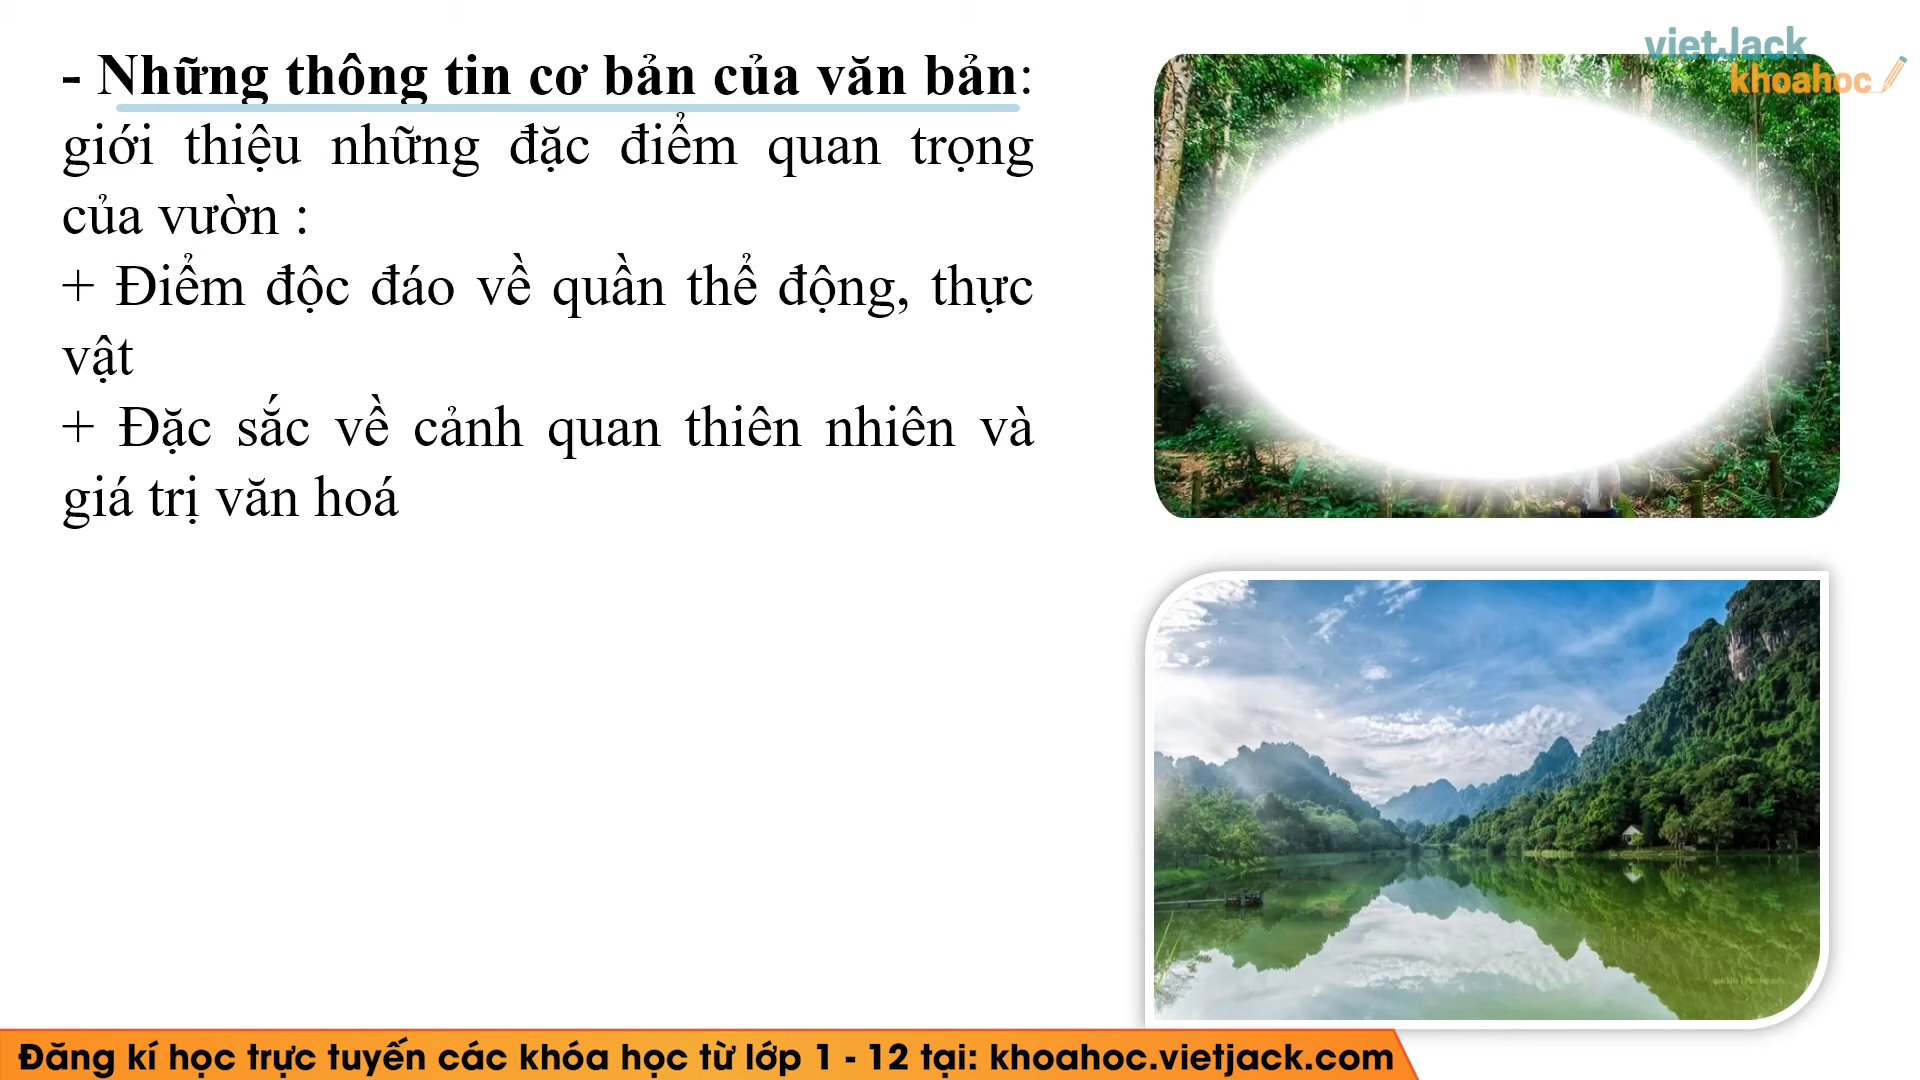 - Những thông tin cơ bản của văn bản:
giới thiệu những đặc điểm quan trọng
của vườn :
+ Điểm độc đáo về quần thể động, thực
vật
+ Đặc sắc về cảnh quan thiên nhiên và
giá trị văn hoá
vietJack
khoahoc
Đăng kí học trực tuyến các khóa học từ lớp 1 - 12 tại: khoahoc.vietjack.com